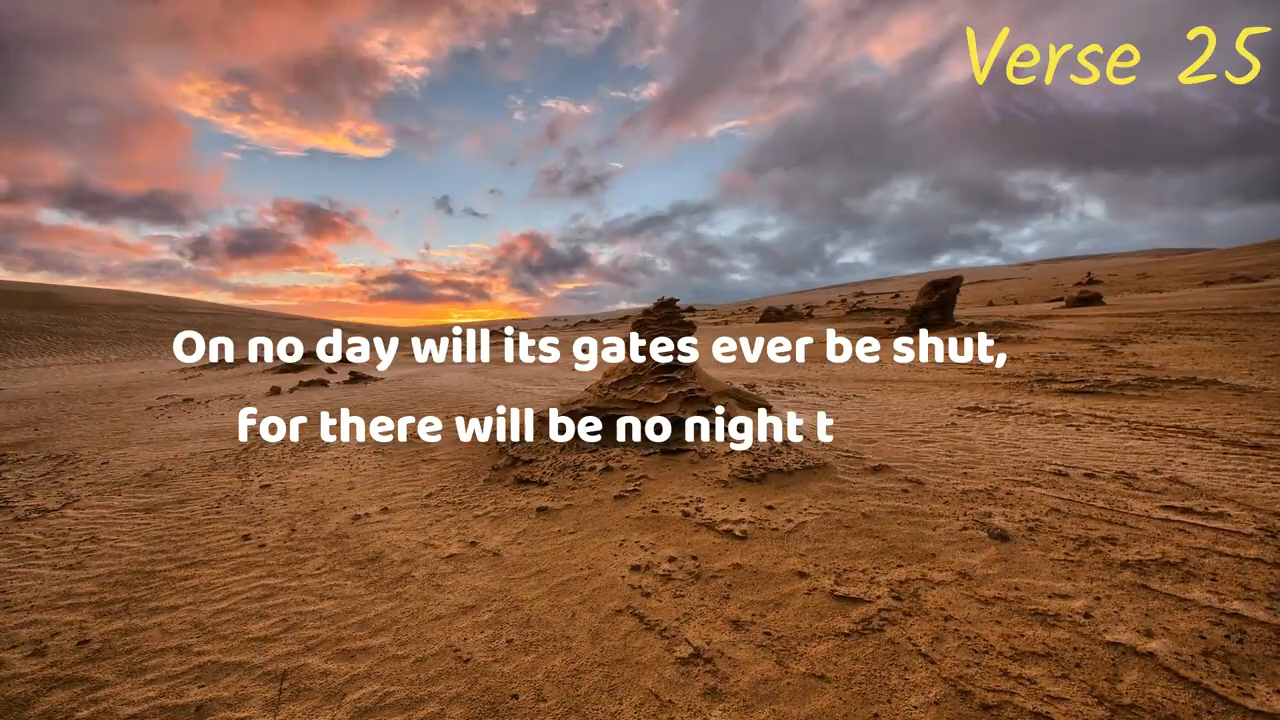 Verse 25
On no day will its gates ever be shut,
for there will be no night t